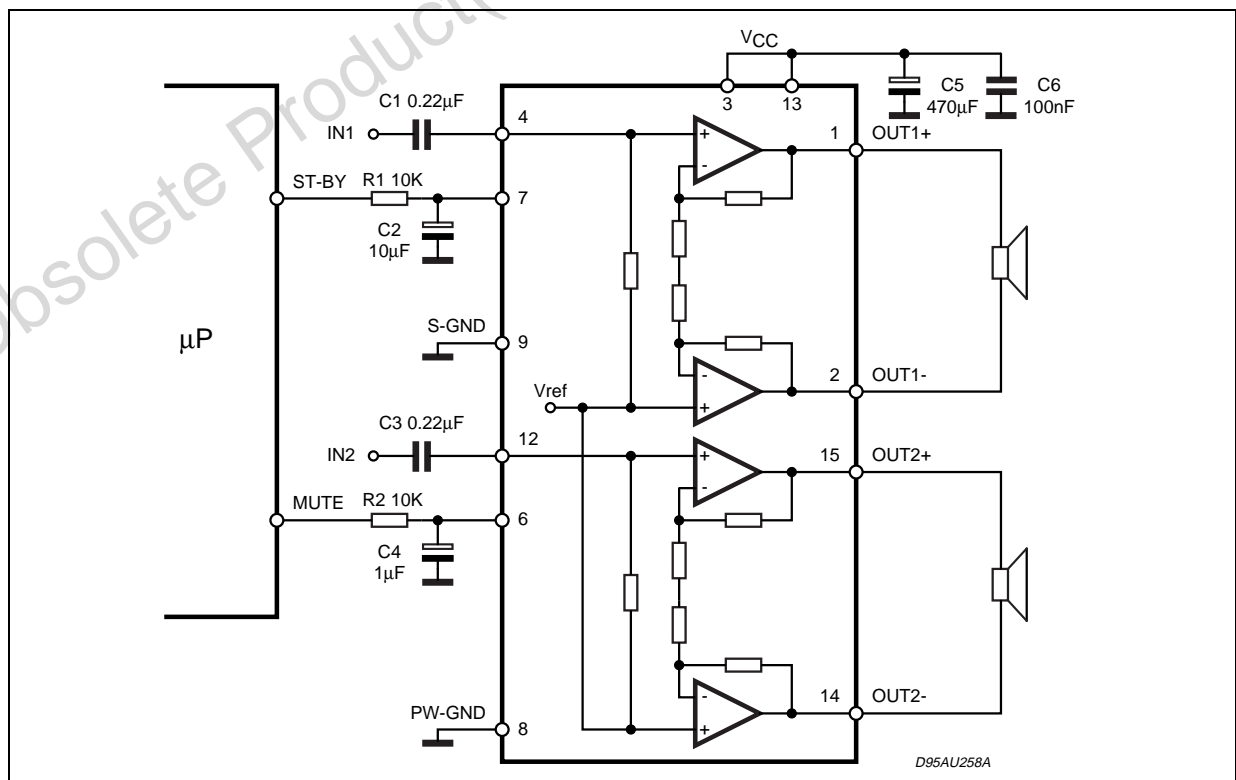 Obsolete Product(
VCC
3
13
C5
470µF
C6
100nF
C1 0.22µF
IN1
4
+
-
1
OUT1+
ST-BY
R1 10K
7
C2
10µF
µP
S-GND
9
-
+
2
OUT1-
Vref
C3 0.22µF
IN2
12
+
-
15
OUT2+
MUTE
R2 10K
6
C4
1µF
-
+
14
OUT2-
PW-GND
8
D95AU258A